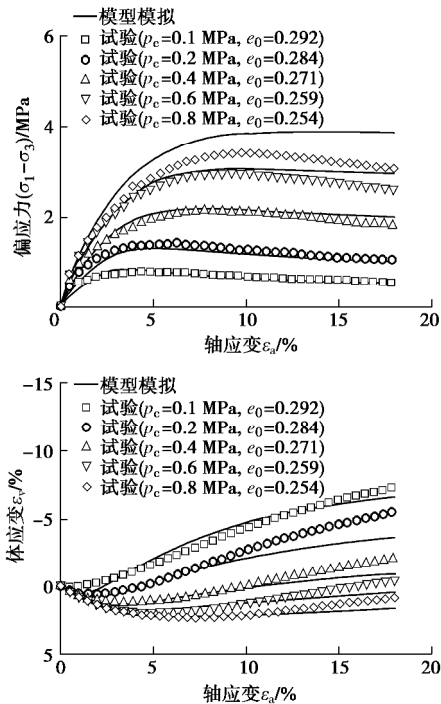 模型模拟
试验(pc=0.1 MPa, e0=0.292)
试验(pc=0.2 MPa, e0=0.284)
试验(pc=0.4 MPa, e0=0.271)
试验(pc=0.6 MPa, e0=0.259)
试验(pc=0.8 MPa, e0=0.254)
偏应力(σ1−σ3)/MPa
6
4
2
0
0 5 10 15 20
轴应变εa/%
模型模拟
试验(pc=0.1 MPa, e0=0.292)
试验(pc=0.2 MPa, e0=0.284)
试验(pc=0.4 MPa, e0=0.271)
试验(pc=0.6 MPa, e0=0.259)
试验(pc=0.8 MPa, e0=0.254)
体应变εv/%
-15
-10
-5
0
5
0 5 10 15 20
轴应变εa/%